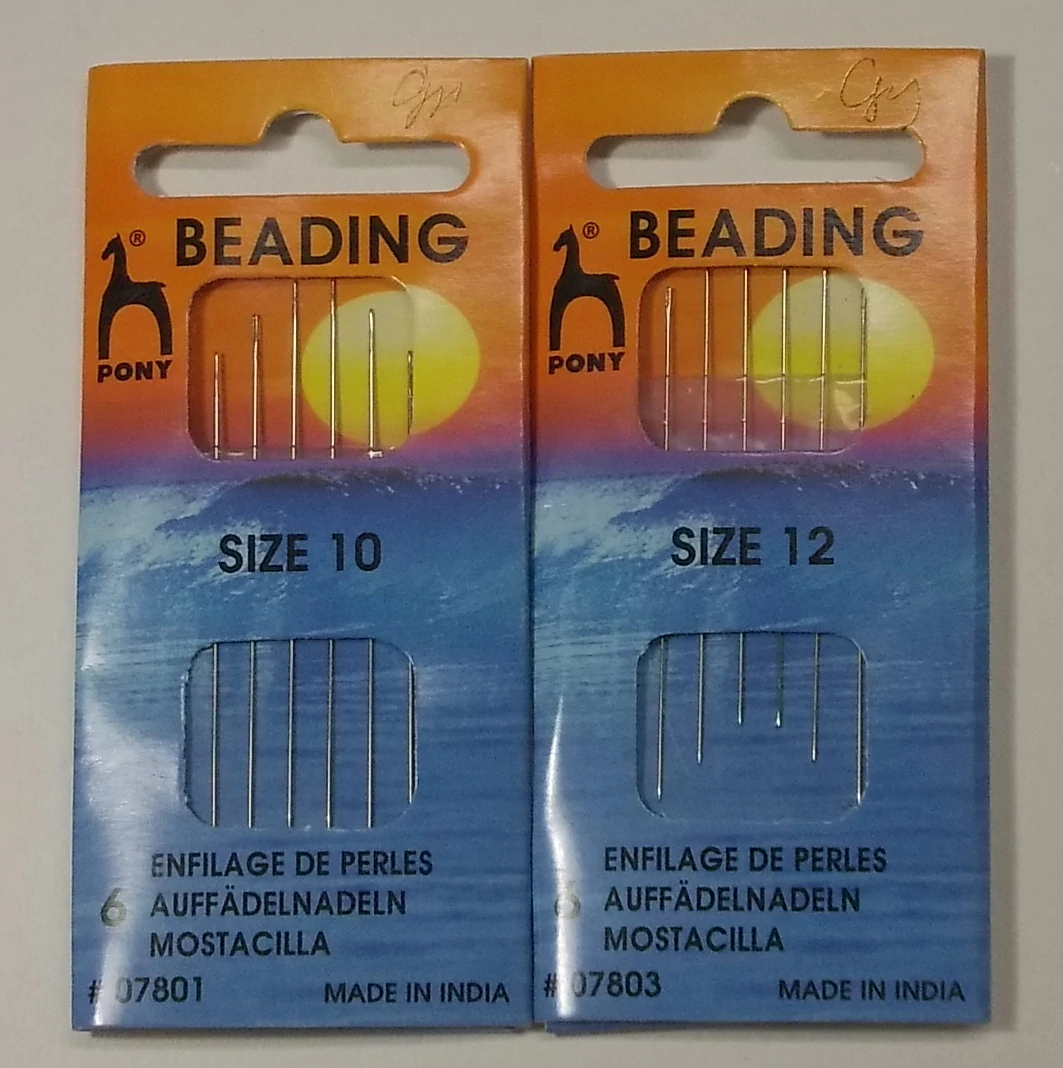 ® BEADING
PONY
SIZE 10
ENFILAGE DE PERLES
6 AUFFÄDELNADELN
MOSTACILLA
# 07801 MADE IN INDIA
® BEADING
PONY
SIZE 12
ENFILAGE DE PERLES
6 AUFFÄDELNADELN
MOSTACILLA
# 07803 MADE IN INDIA